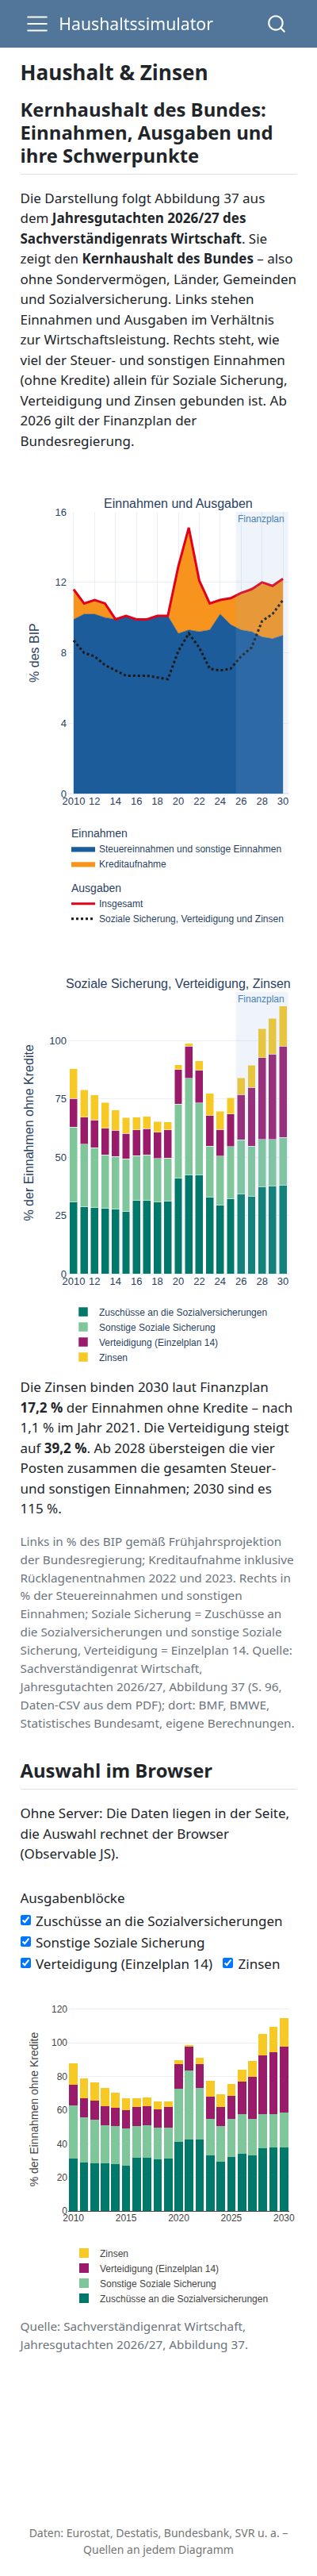 Haushaltssimulator
Haushalt & Zinsen
Kernhaushalt des Bundes:
Einnahmen, Ausgaben und
ihre Schwerpunkte
Die Darstellung folgt Abbildung 37 aus
dem Jahresgutachten 2026/27 des
Sachverständigenrats Wirtschaft. Sie
zeigt den Kernhaushalt des Bundes – also
ohne Sondervermögen, Länder, Gemeinden
und Sozialversicherung. Links stehen
Einnahmen und Ausgaben im Verhältnis
zur Wirtschaftsleistung. Rechts steht, wie
viel der Steuer- und sonstigen Einnahmen
(ohne Kredite) allein für Soziale Sicherung,
Verteidigung und Zinsen gebunden ist. Ab
2026 gilt der Finanzplan der
Bundesregierung.
Einnahmen und Ausgaben
Finanzplan
% des BIP
16
12
8
4
0
2010 12 14 16 18 20 22 24 26 28 30
Einnahmen
Steuereinnahmen und sonstige Einnahmen
Kreditaufnahme
Ausgaben
Insgesamt
Soziale Sicherung, Verteidigung und Zinsen
Soziale Sicherung, Verteidigung, Zinsen
Finanzplan
% der Einnahmen ohne Kredite
100
75
50
25
0
2010 12 14 16 18 20 22 24 26 28 30
Zuschüsse an die Sozialversicherungen
Sonstige Soziale Sicherung
Verteidigung (Einzelplan 14)
Zinsen
Die Zinsen binden 2030 laut Finanzplan
17,2 % der Einnahmen ohne Kredite – nach
1,1 % im Jahr 2021. Die Verteidigung steigt
auf 39,2 %. Ab 2028 übersteigen die vier
Posten zusammen die gesamten Steuer-
und sonstigen Einnahmen; 2030 sind es
115 %.
Links in % des BIP gemäß Frühjahrsprojektion
der Bundesregierung; Kreditaufnahme inklusive
Rücklagenentnahmen 2022 und 2023. Rechts in
% der Steuereinnahmen und sonstigen
Einnahmen; Soziale Sicherung = Zuschüsse an
die Sozialversicherungen und sonstige Soziale
Sicherung, Verteidigung = Einzelplan 14. Quelle:
Sachverständigenrat Wirtschaft,
Jahresgutachten 2026/27, Abbildung 37 (S. 96,
Daten-CSV aus dem PDF); dort: BMF, BMWE,
Statistisches Bundesamt, eigene Berechnungen.
Auswahl im Browser
Ohne Server: Die Daten liegen in der Seite,
die Auswahl rechnet der Browser
(Observable JS).
Ausgabenblöcke
Zuschüsse an die Sozialversicherungen
Sonstige Soziale Sicherung
Verteidigung (Einzelplan 14) Zinsen
% der Einnahmen ohne Kredite
120
100
80
60
40
20
0
2010 2015 2020 2025 2030
Zinsen
Verteidigung (Einzelplan 14)
Sonstige Soziale Sicherung
Zuschüsse an die Sozialversicherungen
Quelle: Sachverständigenrat Wirtschaft,
Jahresgutachten 2026/27, Abbildung 37.
Daten: Eurostat, Destatis, Bundesbank, SVR u. a. –
Quellen an jedem Diagramm